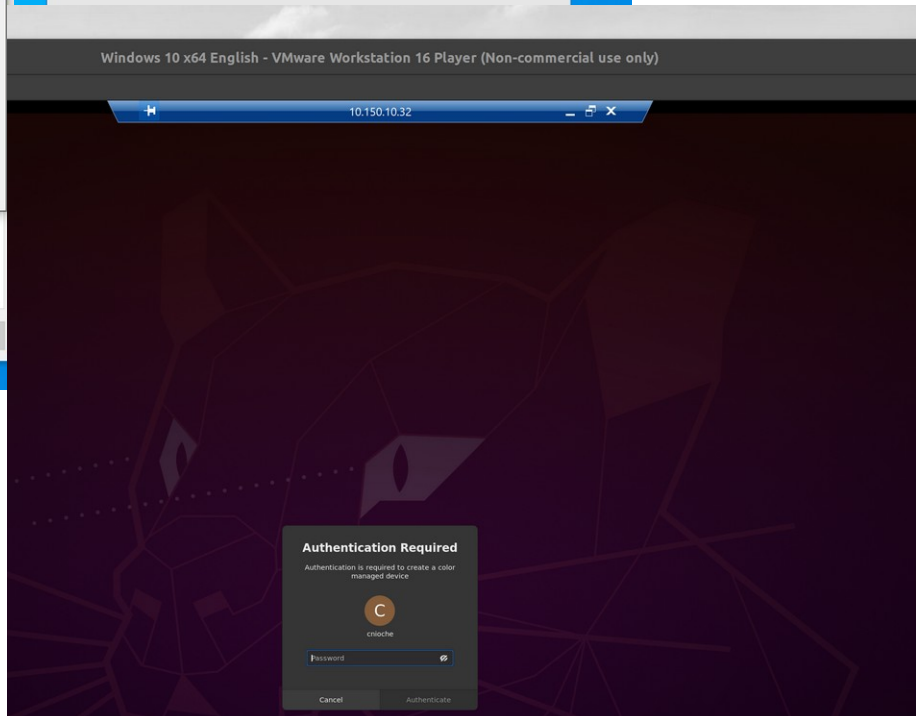 Windows 10 x64 English - VMware Workstation 16 Player (Non-commercial use only)
10.150.10.32
Authentication Required
Authentication is required to create a color
managed device
C
cnioche
Password
Cancel Authenticate